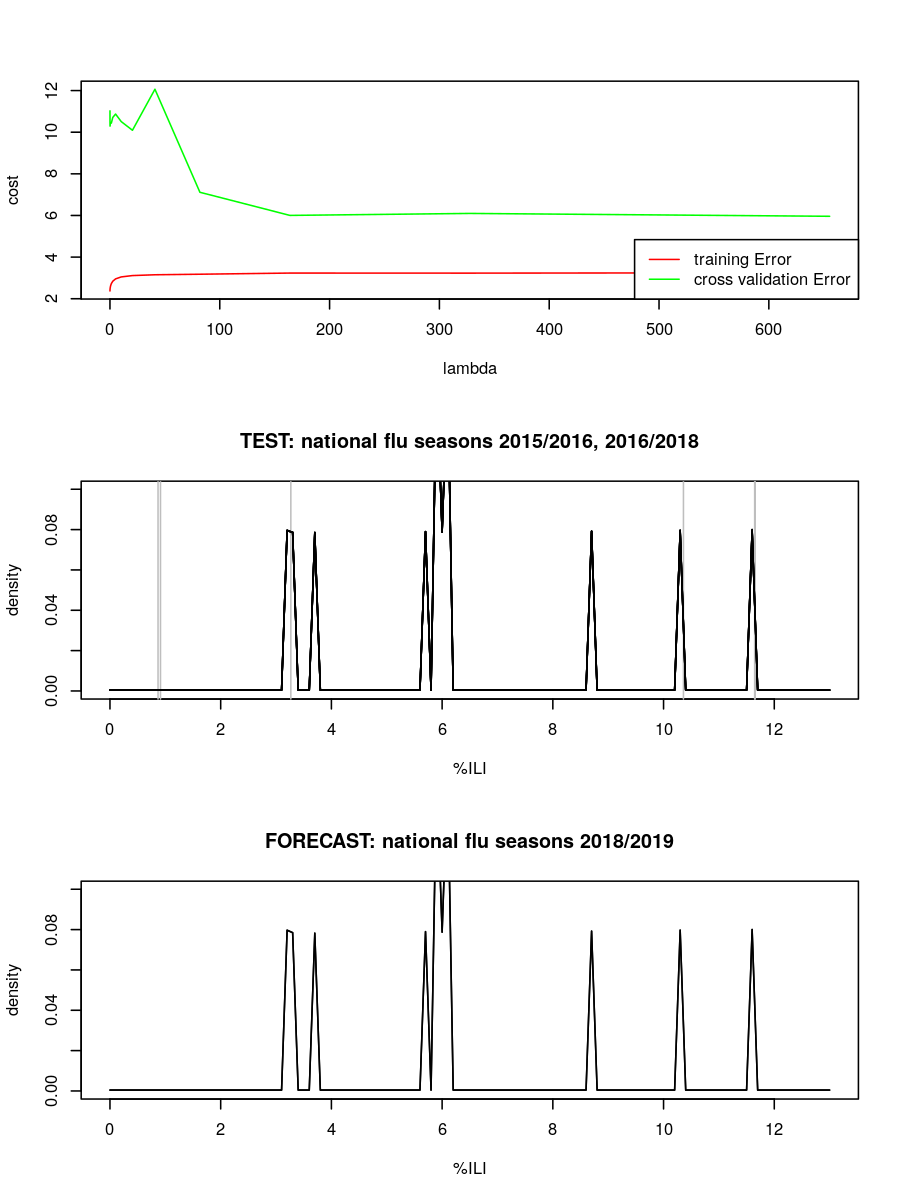 12
10
8
6
4
2
cost
training Error
cross validation Error
0 100 200 300 400 500 600
lambda
TEST: national flu seasons 2015/2016, 2016/2018
0.08
0.04
0.00
density
0 2 4 6 8 10 12
%ILI
FORECAST: national flu seasons 2018/2019
0.08
0.04
0.00
density
0 2 4 6 8 10 12
%ILI